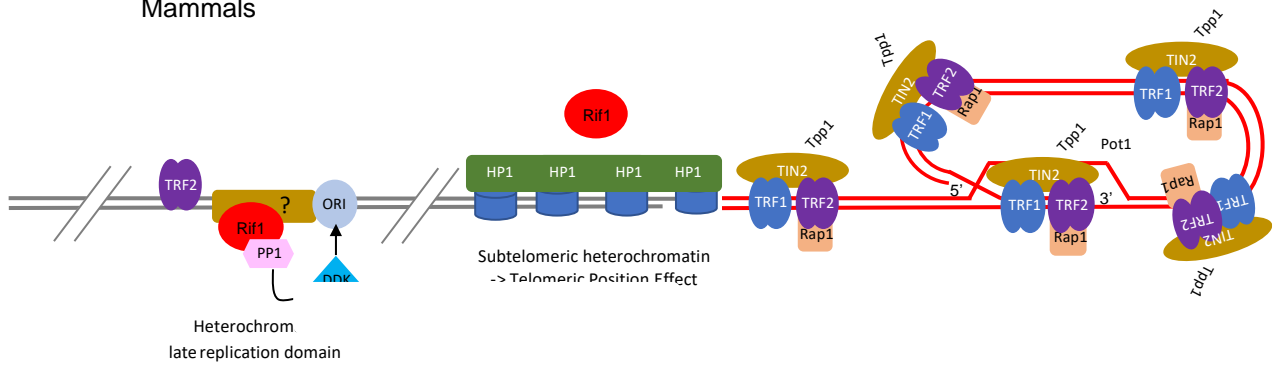 Mammals
TRF2
?
ORI
Rif1
PP1
DDK
Heterochrom
late replication domain
Rif1
HP1 HP1 HP1 HP1
Subtelomeric heterochromatin
-> Telomeric Position Effect
Tpp1
TIN2
TRF1 TRF2
Rap1
Tpp1
TIN2
TRF1 TRF2
Rap1
Tpp1
TIN2
TRF1 TRF2
Rap1
Tpp1 Pot1
TIN2
5’ TRF1 TRF2 3’
Rap1
Rap1
TRF2 TRF1
TIN2
Tpp1